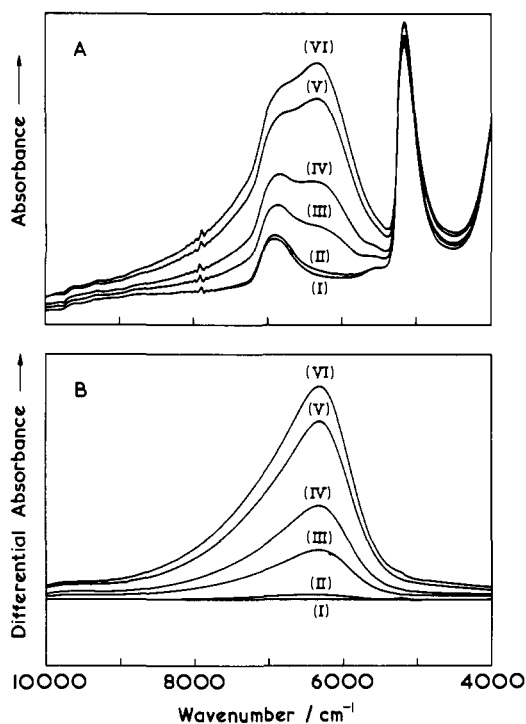 A
(VI)
(V)
(IV)
(III)
(II)
(I)
Absorbance
B
(VI)
(V)
(IV)
(III)
(II)
(I)
Differential Absorbance
10000 8000 6000 4000
Wavenumber / cm⁻¹